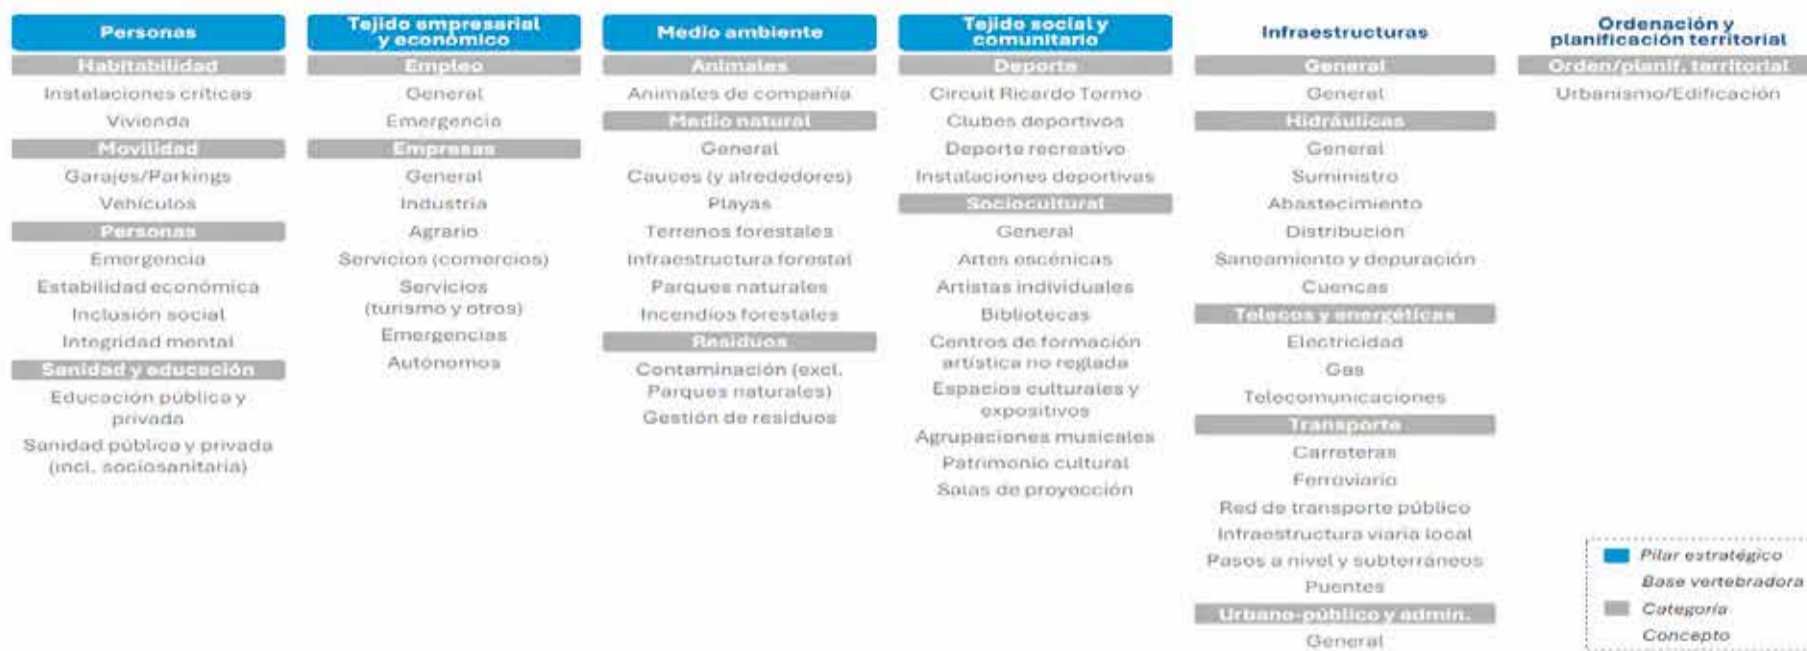 Personas
Habitabilidad
Instalaciones críticas
Vivienda
Movilidad
Garajes/Parkings
Vehículos
Personas
Emergencia
Estabilidad económica
Inclusión social
Integridad mental
Sanidad y educación
Educación pública y
privada
Sanidad pública y privada
(incl. sociosanitaria)
Tejido empresarial
y económico
Empleo
General
Emergencia
Empresas
General
Industria
Agrario
Servicios (comercios)
Servicios
(turismo y otros)
Emergencias
Autónomos
Medio ambiente
Animales
Animales de compañía
Medio natural
General
Cauces (y alrededores)
Playas
Terrenos forestales
Infraestructura forestal
Parques naturales
Incendios forestales
Residuos
Contaminación (excl.
Parques naturales)
Gestión de residuos
Tejido social y
comunitario
Deporte
Circuit Ricardo Tormo
Clubes deportivos
Deporte recreativo
Instalaciones deportivas
Sociocultural
General
Artes escénicas
Artistas individuales
Bibliotecas
Centros de formación
artística no reglada
Espacios culturales y
expositivos
Agrupaciones musicales
Patrimonio cultural
Salas de proyección
Infraestructuras
General
General
Hidráulicas
General
Suministro
Abastecimiento
Distribución
Saneamiento y depuración
Cuencas
Telecos y energéticas
Electricidad
Gas
Telecomunicaciones
Transporte
Carreteras
Ferroviario
Red de transporte público
Infraestructura viaria local
Pasos a nivel y subterráneos
Puentes
Urbano-público y admin.
General
Ordenación y
planificación territorial
Orden/planif. territorial
Urbanismo/Edificación
Pilar estratégico
Base vertebradora
Categoría
Concepto